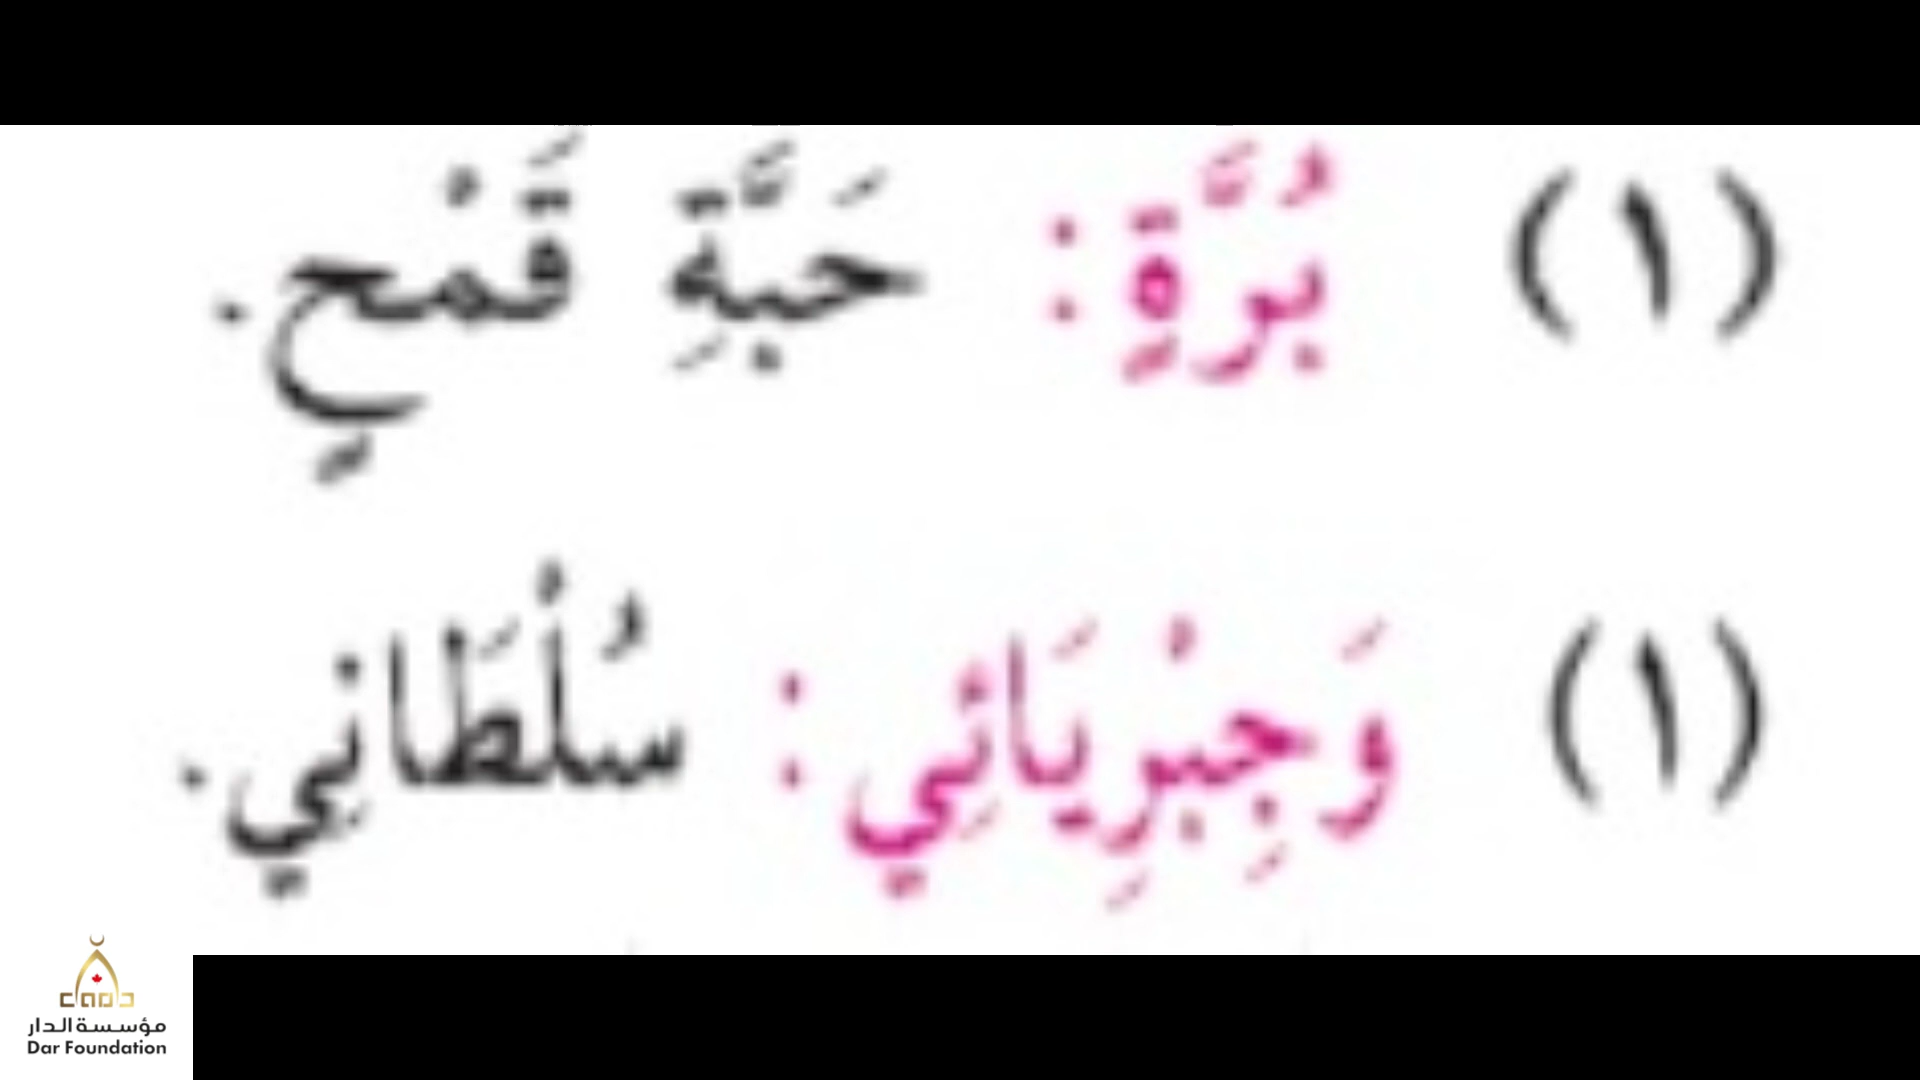 (١) بُرَّةٍ : حَبَّةِ قَمْحٍ.
(١) وَجِبْرِيَائِي : سُلْطَانِي.
مؤسسة الدار
Dar Foundation